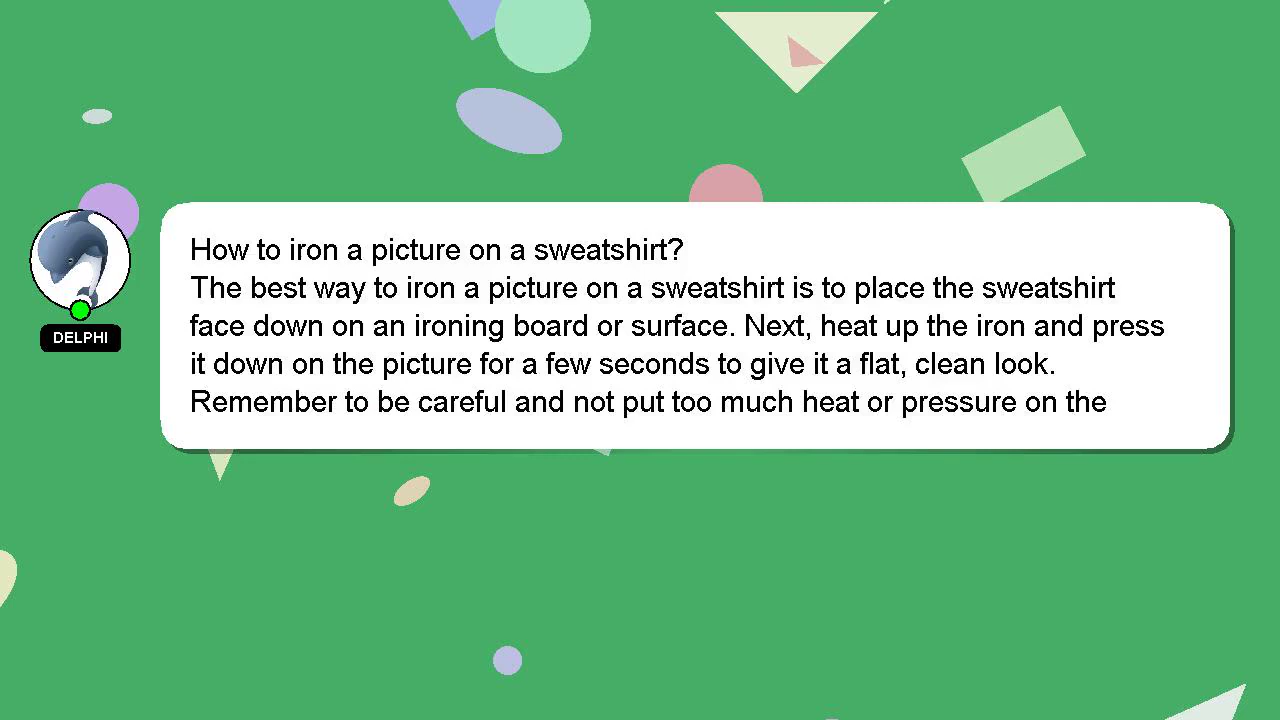 How to iron a picture on a sweatshirt?
The best way to iron a picture on a sweatshirt is to place the sweatshirt
face down on an ironing board or surface. Next, heat up the iron and press
it down on the picture for a few seconds to give it a flat, clean look.
Remember to be careful and not put too much heat or pressure on the
DELPHI